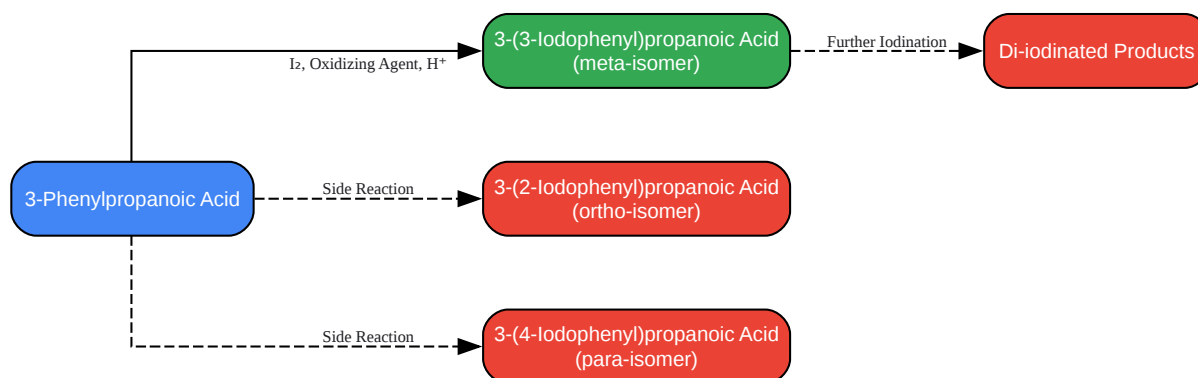 3-(3-Iodophenyl)propanoic Acid
(meta-isomer)
Further Iodination
Di-iodinated Products
I₂, Oxidizing Agent, H⁺
3-Phenylpropanoic Acid
Side Reaction
3-(2-Iodophenyl)propanoic Acid
(ortho-isomer)
Side Reaction
3-(4-Iodophenyl)propanoic Acid
(para-isomer)